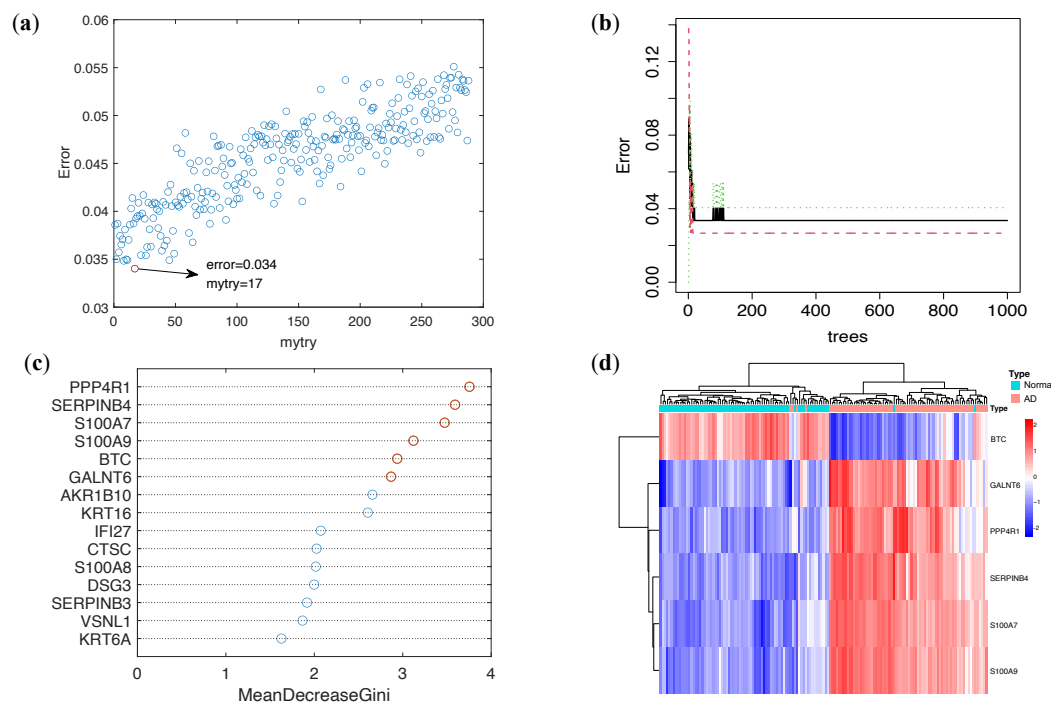 (a)
0.06
0.055
0.05
0.045
0.04
0.035
0.03
Error
error=0.034
mytry=17
0 50 100 150 200 250 300
mytry
(b)
0.12
0.08
0.04
0.00
Error
0 200 400 600 800 1000
trees
(c)
PPP4R1
SERPINB4
S100A7
S100A9
BTC
GALNT6
AKR1B10
KRT16
IFI27
CTSC
S100A8
DSG3
SERPINB3
VSNL1
KRT6A
0 1 2 3 4
MeanDecreaseGini
(d)
Type
Norma
AD
Type
2
1
0
-1
-2
BTC
GALNT6
PPP4R1
SERPINB4
S100A7
S100A9